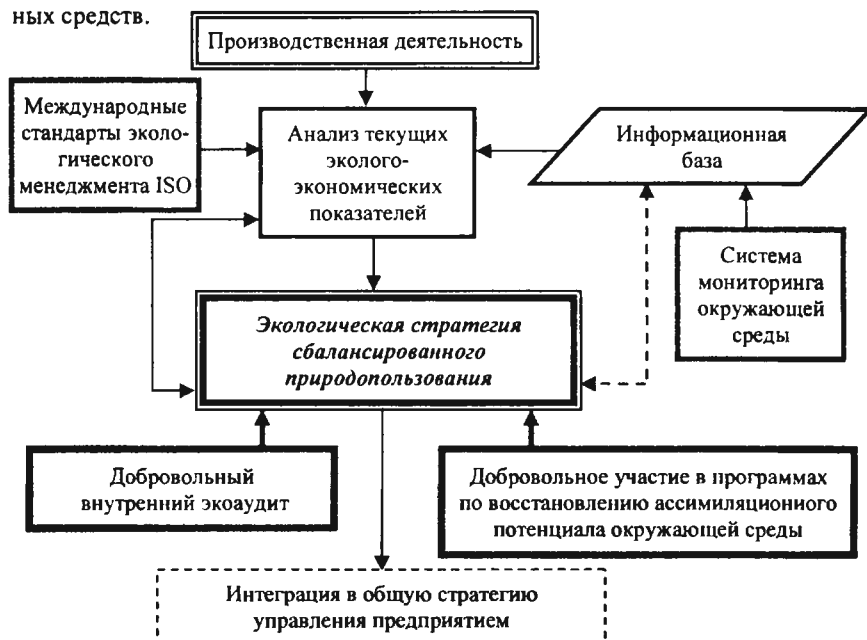 ных средств.
Производственная деятельность
Международные
стандарты эколо-
гического
менеджмента ISO
Анализ текущих
эколого-
экономических
показателей
Информационная
база
Система
мониторинга
окружающей
среды
Экологическая стратегия
сбалансированного
природопользования
Добровольный
внутренний экоаудит
Добровольное участие в программах
по восстановлению ассимиляционного
потенциала окружающей среды
Интеграция в общую стратегию
управления предприятием